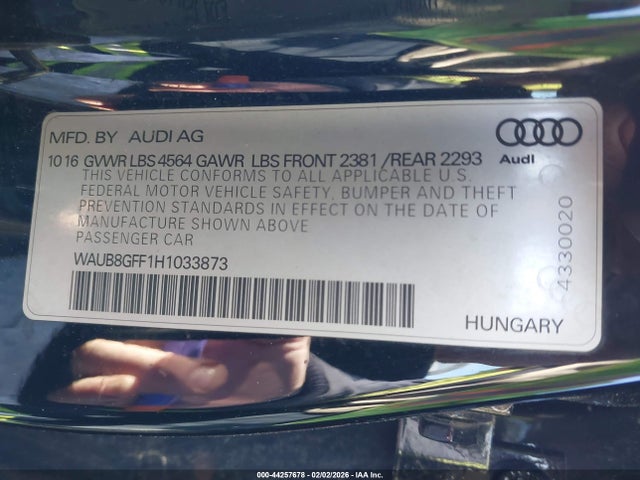 MFD. BY AUDI AG
10 16 GVWR LBS 4564 GAWR LBS FRONT 2381 /REAR 2293
THIS VEHICLE CONFORMS TO ALL APPLICABLE U.S.
FEDERAL MOTOR VEHICLE SAFETY, BUMPER AND THEFT
PREVENTION STANDARDS IN EFFECT ON THE DATE OF
MANUFACTURE SHOWN ABOVE
PASSENGER CAR
WAUB8GFF1H1033873
Audi
4330020
HUNGARY
000-44257678 - 02/02/2026 - IAA Inc.